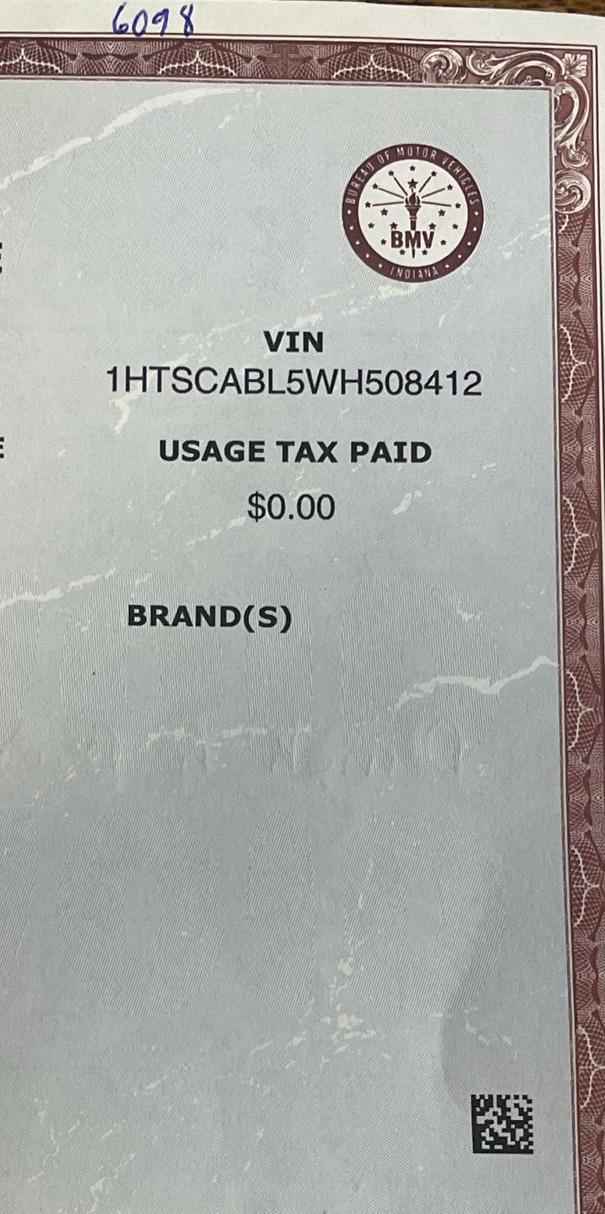 6098
BUREAU OF MOTOR VEHICLES
BMV
INDIANA
VIN
1HTSCABL5WH508412
USAGE TAX PAID
$0.00
BRAND(S)